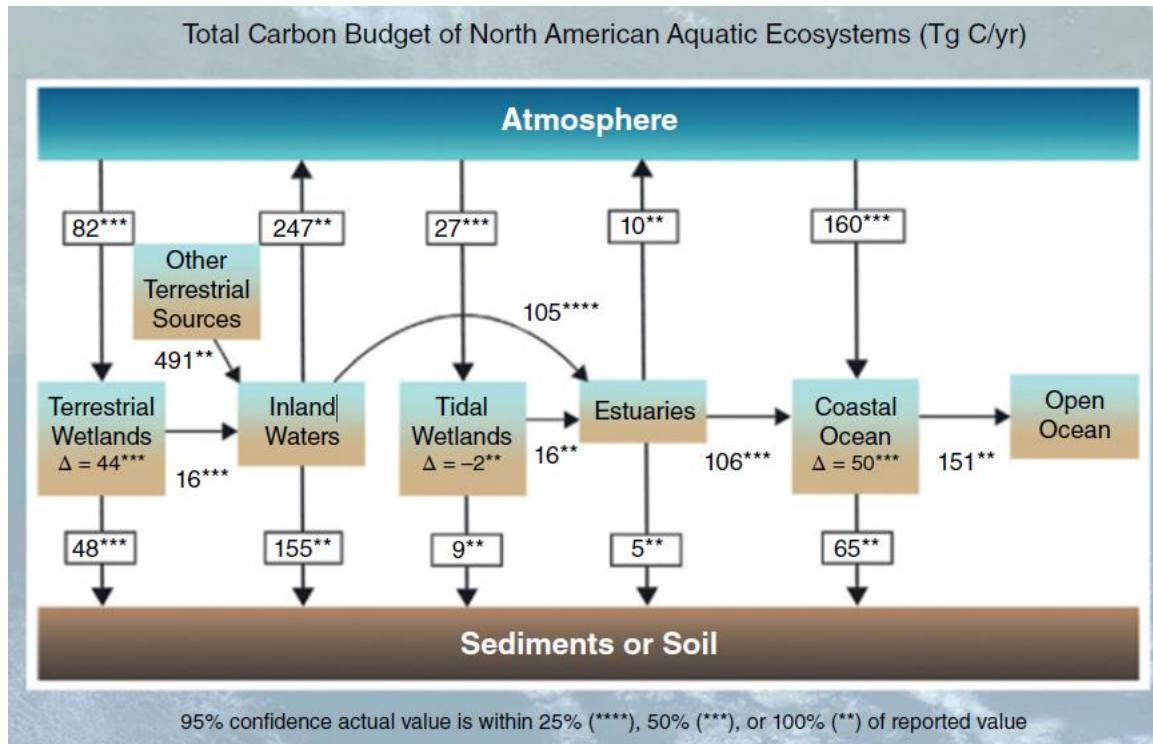 Total Carbon Budget of North American Aquatic Ecosystems (Tg C/yr)
Atmosphere
82***
247**
27***
10**
160***
Other
Terrestrial
Sources
105****
491**
Terrestrial
Wetlands
Δ = 44***
Inland
Waters
Tidal
Wetlands
Δ = –2**
Estuaries
Coastal
Ocean
Δ = 50***
Open
Ocean
16***
16**
106***
151**
48***
155**
9**
5**
65**
Sediments or Soil
95% confidence actual value is within 25% (****), 50% (***), or 100% (**) of reported value